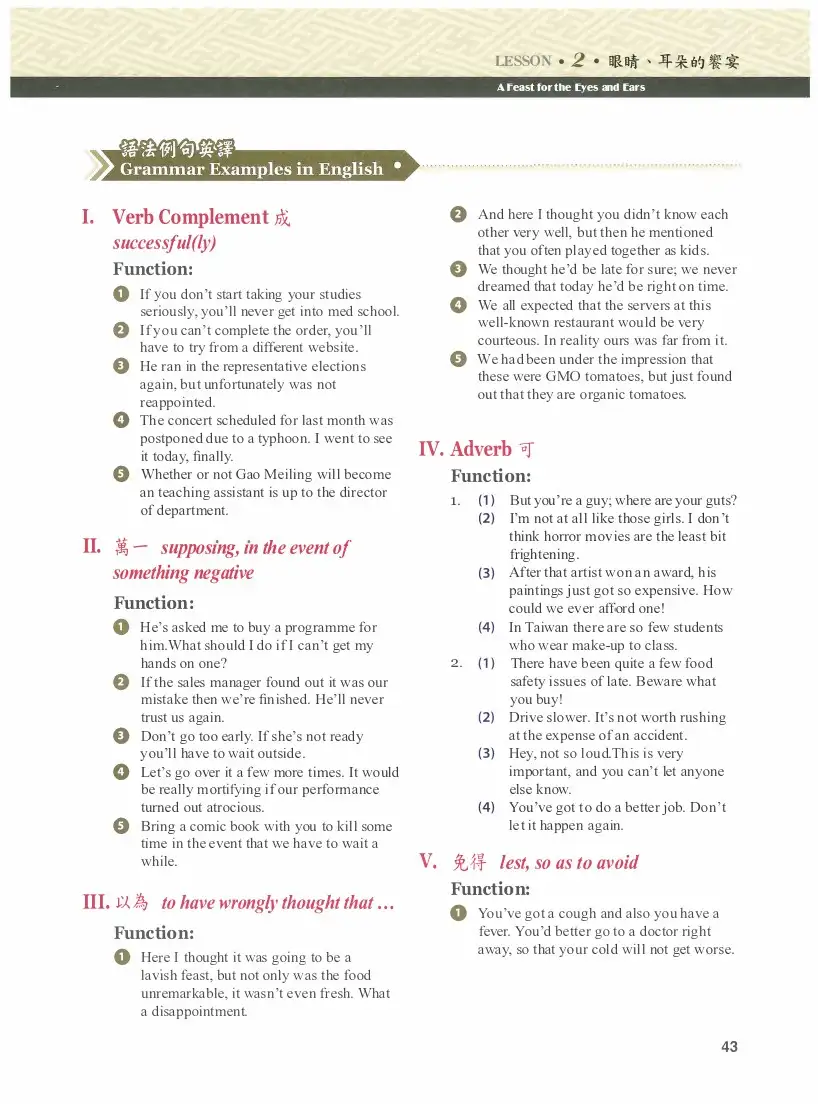 LESSON • 2 • 眼睛、耳朵的饗宴
A Feast for the Eyes and Ears
語法例句英譯
Grammar Examples in English
I. Verb Complement 成
successful(ly)
Function:
1 If you don't start taking your studies
seriously, you'll never get into med school.
2 If you can't complete the order, you'll
have to try from a different website.
3 He ran in the representative elections
again, but unfortunately was not
reappointed.
4 The concert scheduled for last month was
postponed due to a typhoon. I went to see
it today, finally.
5 Whether or not Gao Meiling will become
an teaching assistant is up to the director
of department.
II. 萬一 supposing, in the event of
something negative
Function:
1 He's asked me to buy a programme for
him.What should I do if I can't get my
hands on one?
2 If the sales manager found out it was our
mistake then we're finished. He'll never
trust us again.
3 Don't go too early. If she's not ready
you'll have to wait outside.
4 Let's go over it a few more times. It would
be really mortifying if our performance
turned out atrocious.
5 Bring a comic book with you to kill some
time in the event that we have to wait a
while.
III. 以為 to have wrongly thought that ...
Function:
1 Here I thought it was going to be a
lavish feast, but not only was the food
unremarkable, it wasn't even fresh. What
a disappointment.
2 And here I thought you didn't know each
other very well, but then he mentioned
that you often played together as kids.
3 We thought he'd be late for sure; we never
dreamed that today he'd be right on time.
4 We all expected that the servers at this
well-known restaurant would be very
courteous. In reality ours was far from it.
5 We had been under the impression that
these were GMO tomatoes, but just found
out that they are organic tomatoes.
IV. Adverb 可
Function:
1. (1) But you're a guy; where are your guts?
(2) I'm not at all like those girls. I don't
think horror movies are the least bit
frightening.
(3) After that artist won an award, his
paintings just got so expensive. How
could we ever afford one!
(4) In Taiwan there are so few students
who wear make-up to class.
2. (1) There have been quite a few food
safety issues of late. Beware what
you buy!
(2) Drive slower. It's not worth rushing
at the expense of an accident.
(3) Hey, not so loud.This is very
important, and you can't let anyone
else know.
(4) You've got to do a better job. Don't
let it happen again.
V. 免得 lest, so as to avoid
Function:
1 You've got a cough and also you have a
fever. You'd better go to a doctor right
away, so that your cold will not get worse.
43